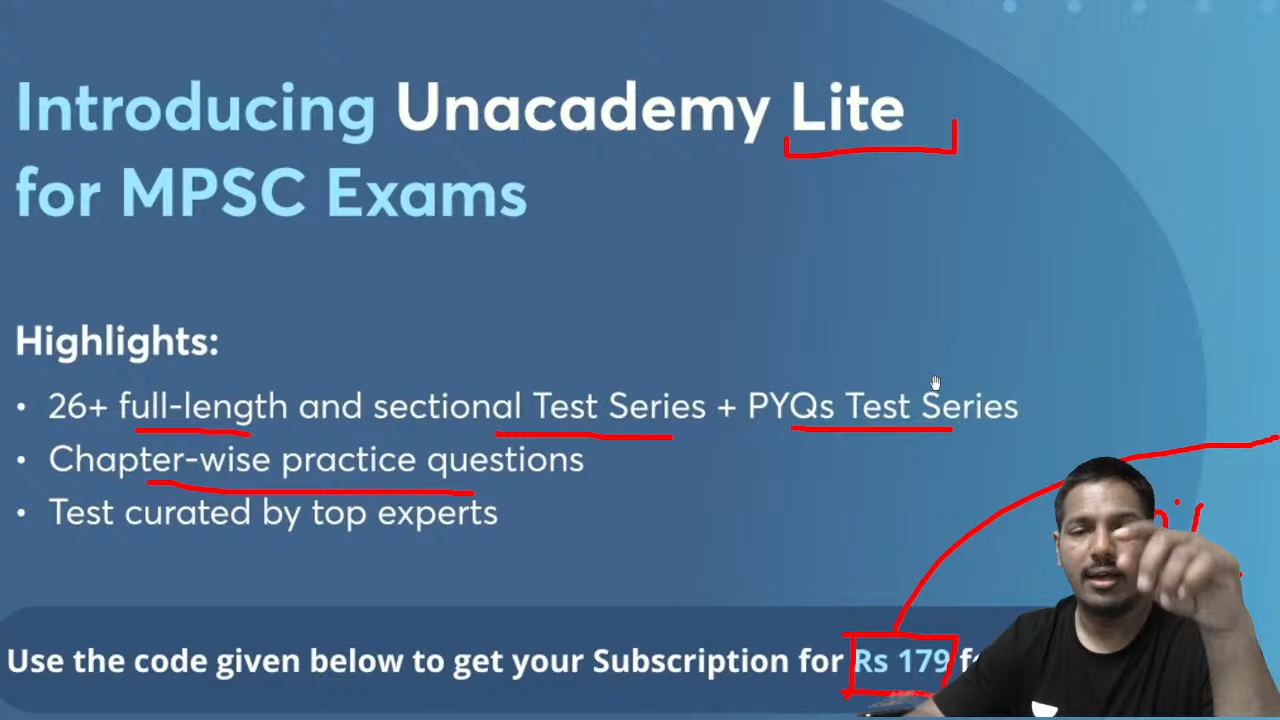 Introducing Unacademy Lite
for MPSC Exams
Highlights:
• 26+ full-length and sectional Test Series + PYQs Test Series
• Chapter-wise practice questions
• Test curated by top experts
Use the code given below to get your Subscription for Rs 179